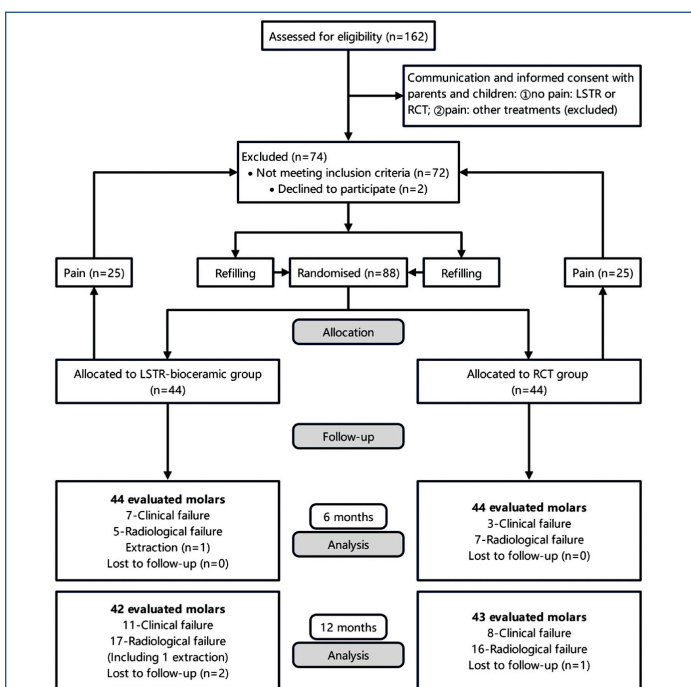 Assessed for eligibility (n=162)
Communication and informed consent with
parents and children: ①no pain: LSTR or
RCT; ②pain: other treatments (excluded)
Excluded (n=74)
• Not meeting inclusion criteria (n=72)
• Declined to participate (n=2)
Pain (n=25)
Refilling
Randomised (n=88)
Refilling
Pain (n=25)
Allocation
Allocated to LSTR-bioceramic group
(n=44)
Allocated to RCT group
(n=44)
Follow-up
44 evaluated molars
7-Clinical failure
5-Radiological failure
Extraction (n=1)
Lost to follow-up (n=0)
6 months
Analysis
44 evaluated molars
3-Clinical failure
7-Radiological failure
Lost to follow-up (n=0)
42 evaluated molars
11-Clinical failure
17-Radiological failure
(Including 1 extraction)
Lost to follow-up (n=2)
12 months
Analysis
43 evaluated molars
8-Clinical failure
16-Radiological failure
Lost to follow-up (n=1)